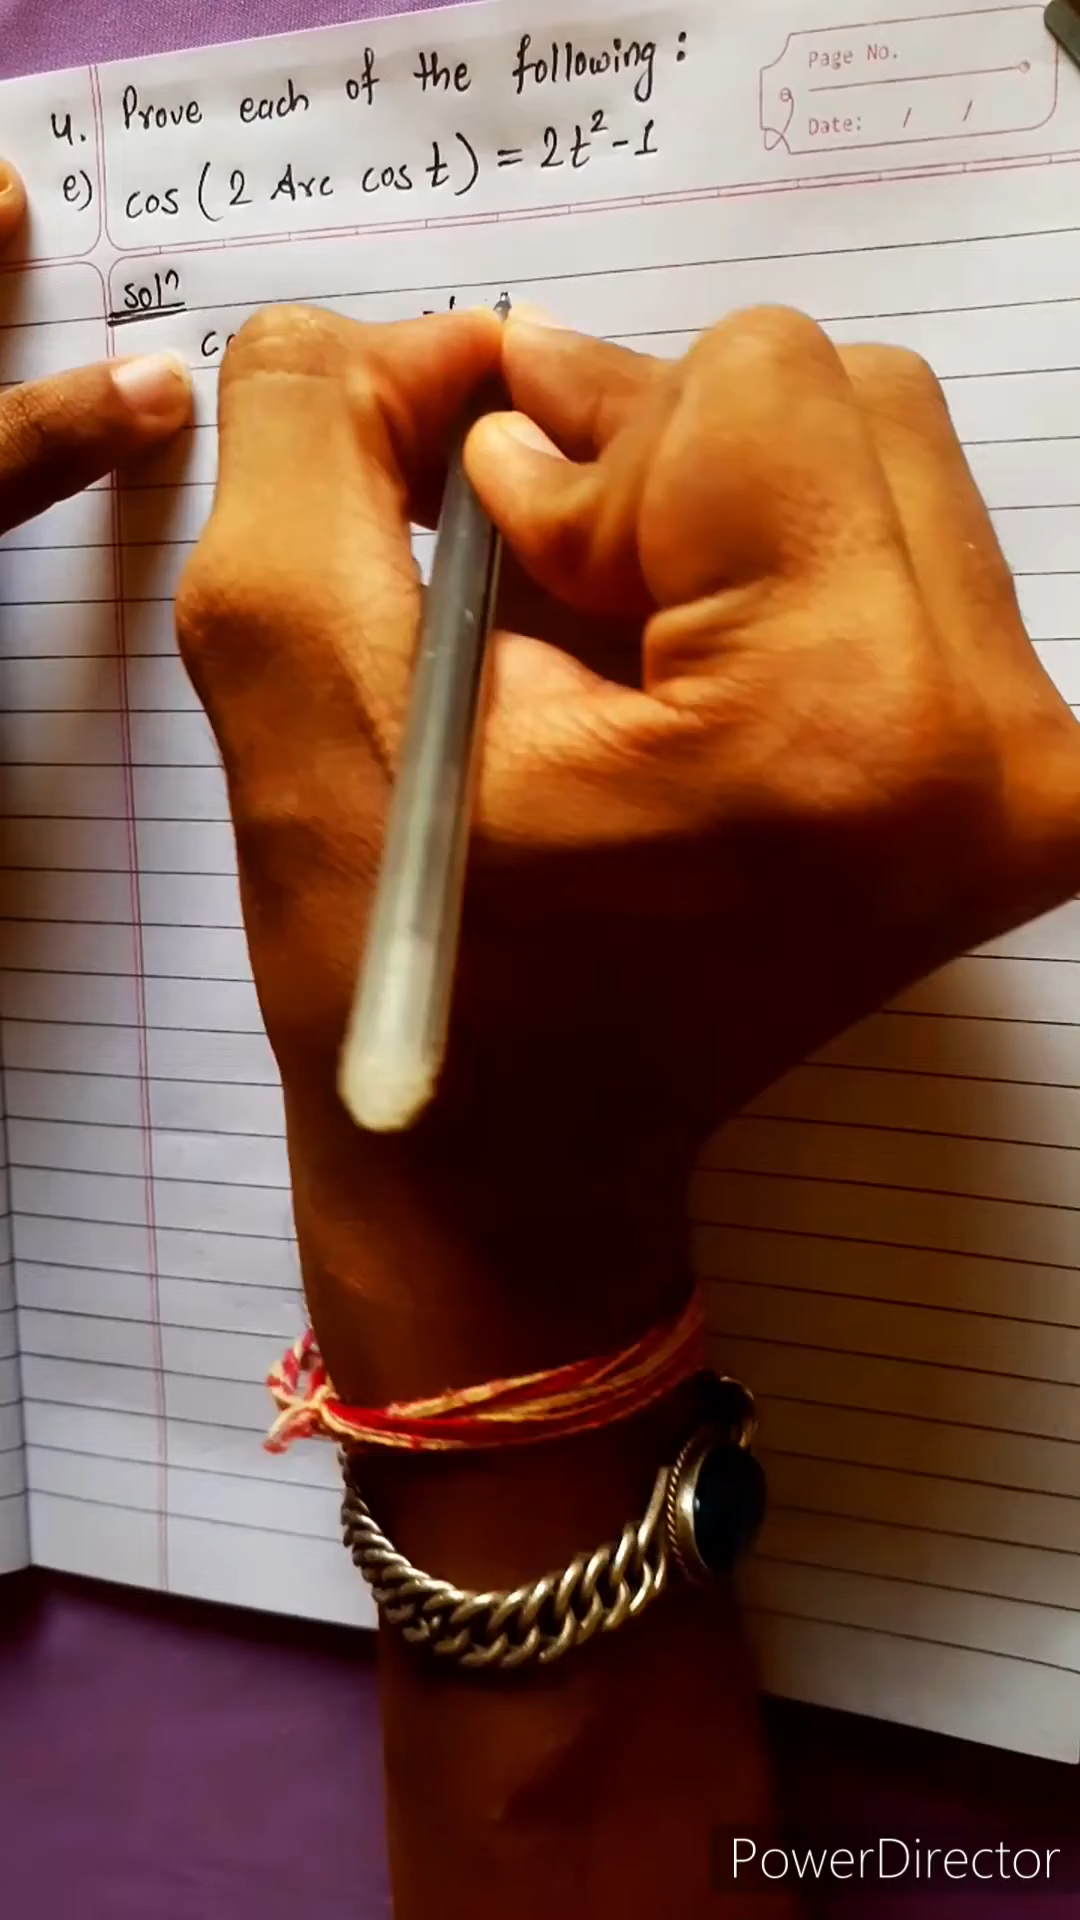 Page No.
Date: / /
4. Prove each of the following :
e) cos ( 2 Arc cos t ) = 2t² - 1
Solⁿ
PowerDirector